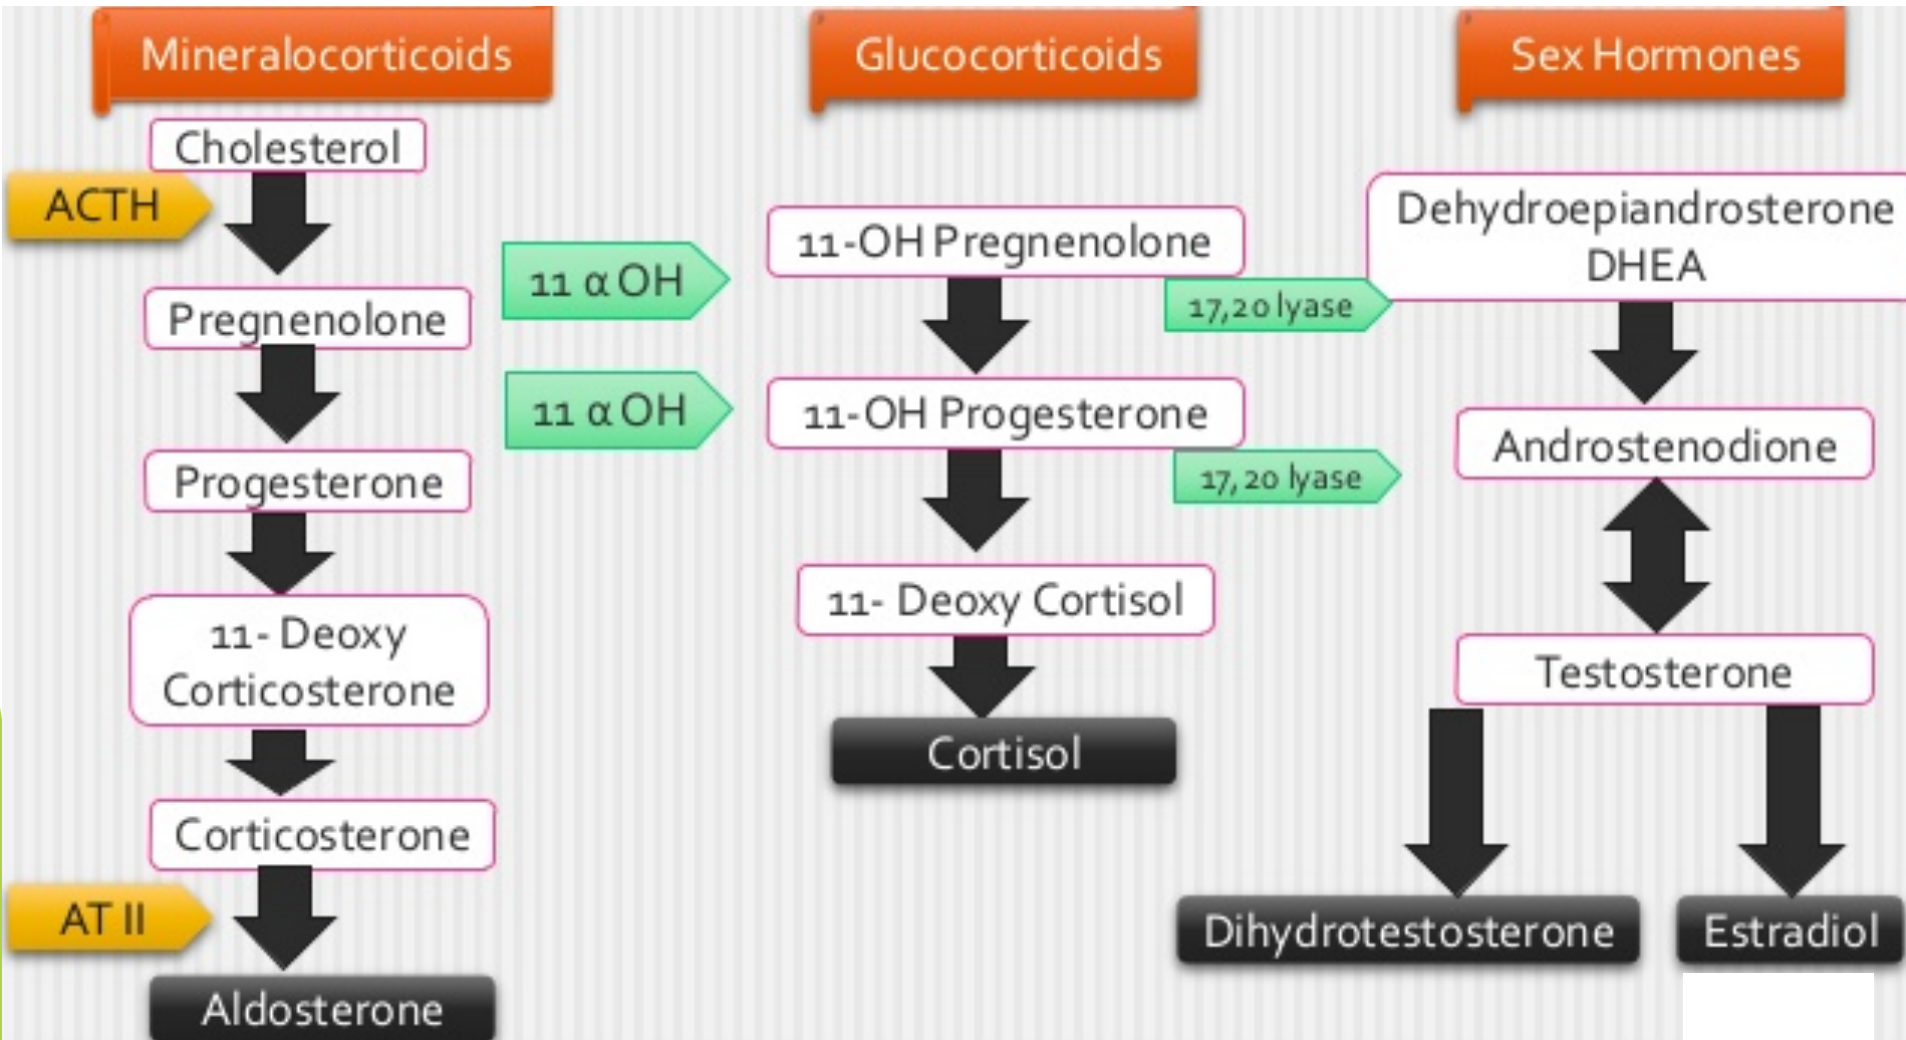 Mineralocorticoids
Cholesterol
ACTH
Pregnenolone
Progesterone
11- Deoxy
Corticosterone
Corticosterone
AT II
Aldosterone
11 α OH
11 α OH
Glucocorticoids
11-OH Pregnenolone
11-OH Progesterone
11- Deoxy Cortisol
Cortisol
17,20 lyase
17, 20 lyase
Sex Hormones
Dehydroepiandrosterone
DHEA
Androstenodione
Testosterone
Dihydrotestosterone
Estradiol